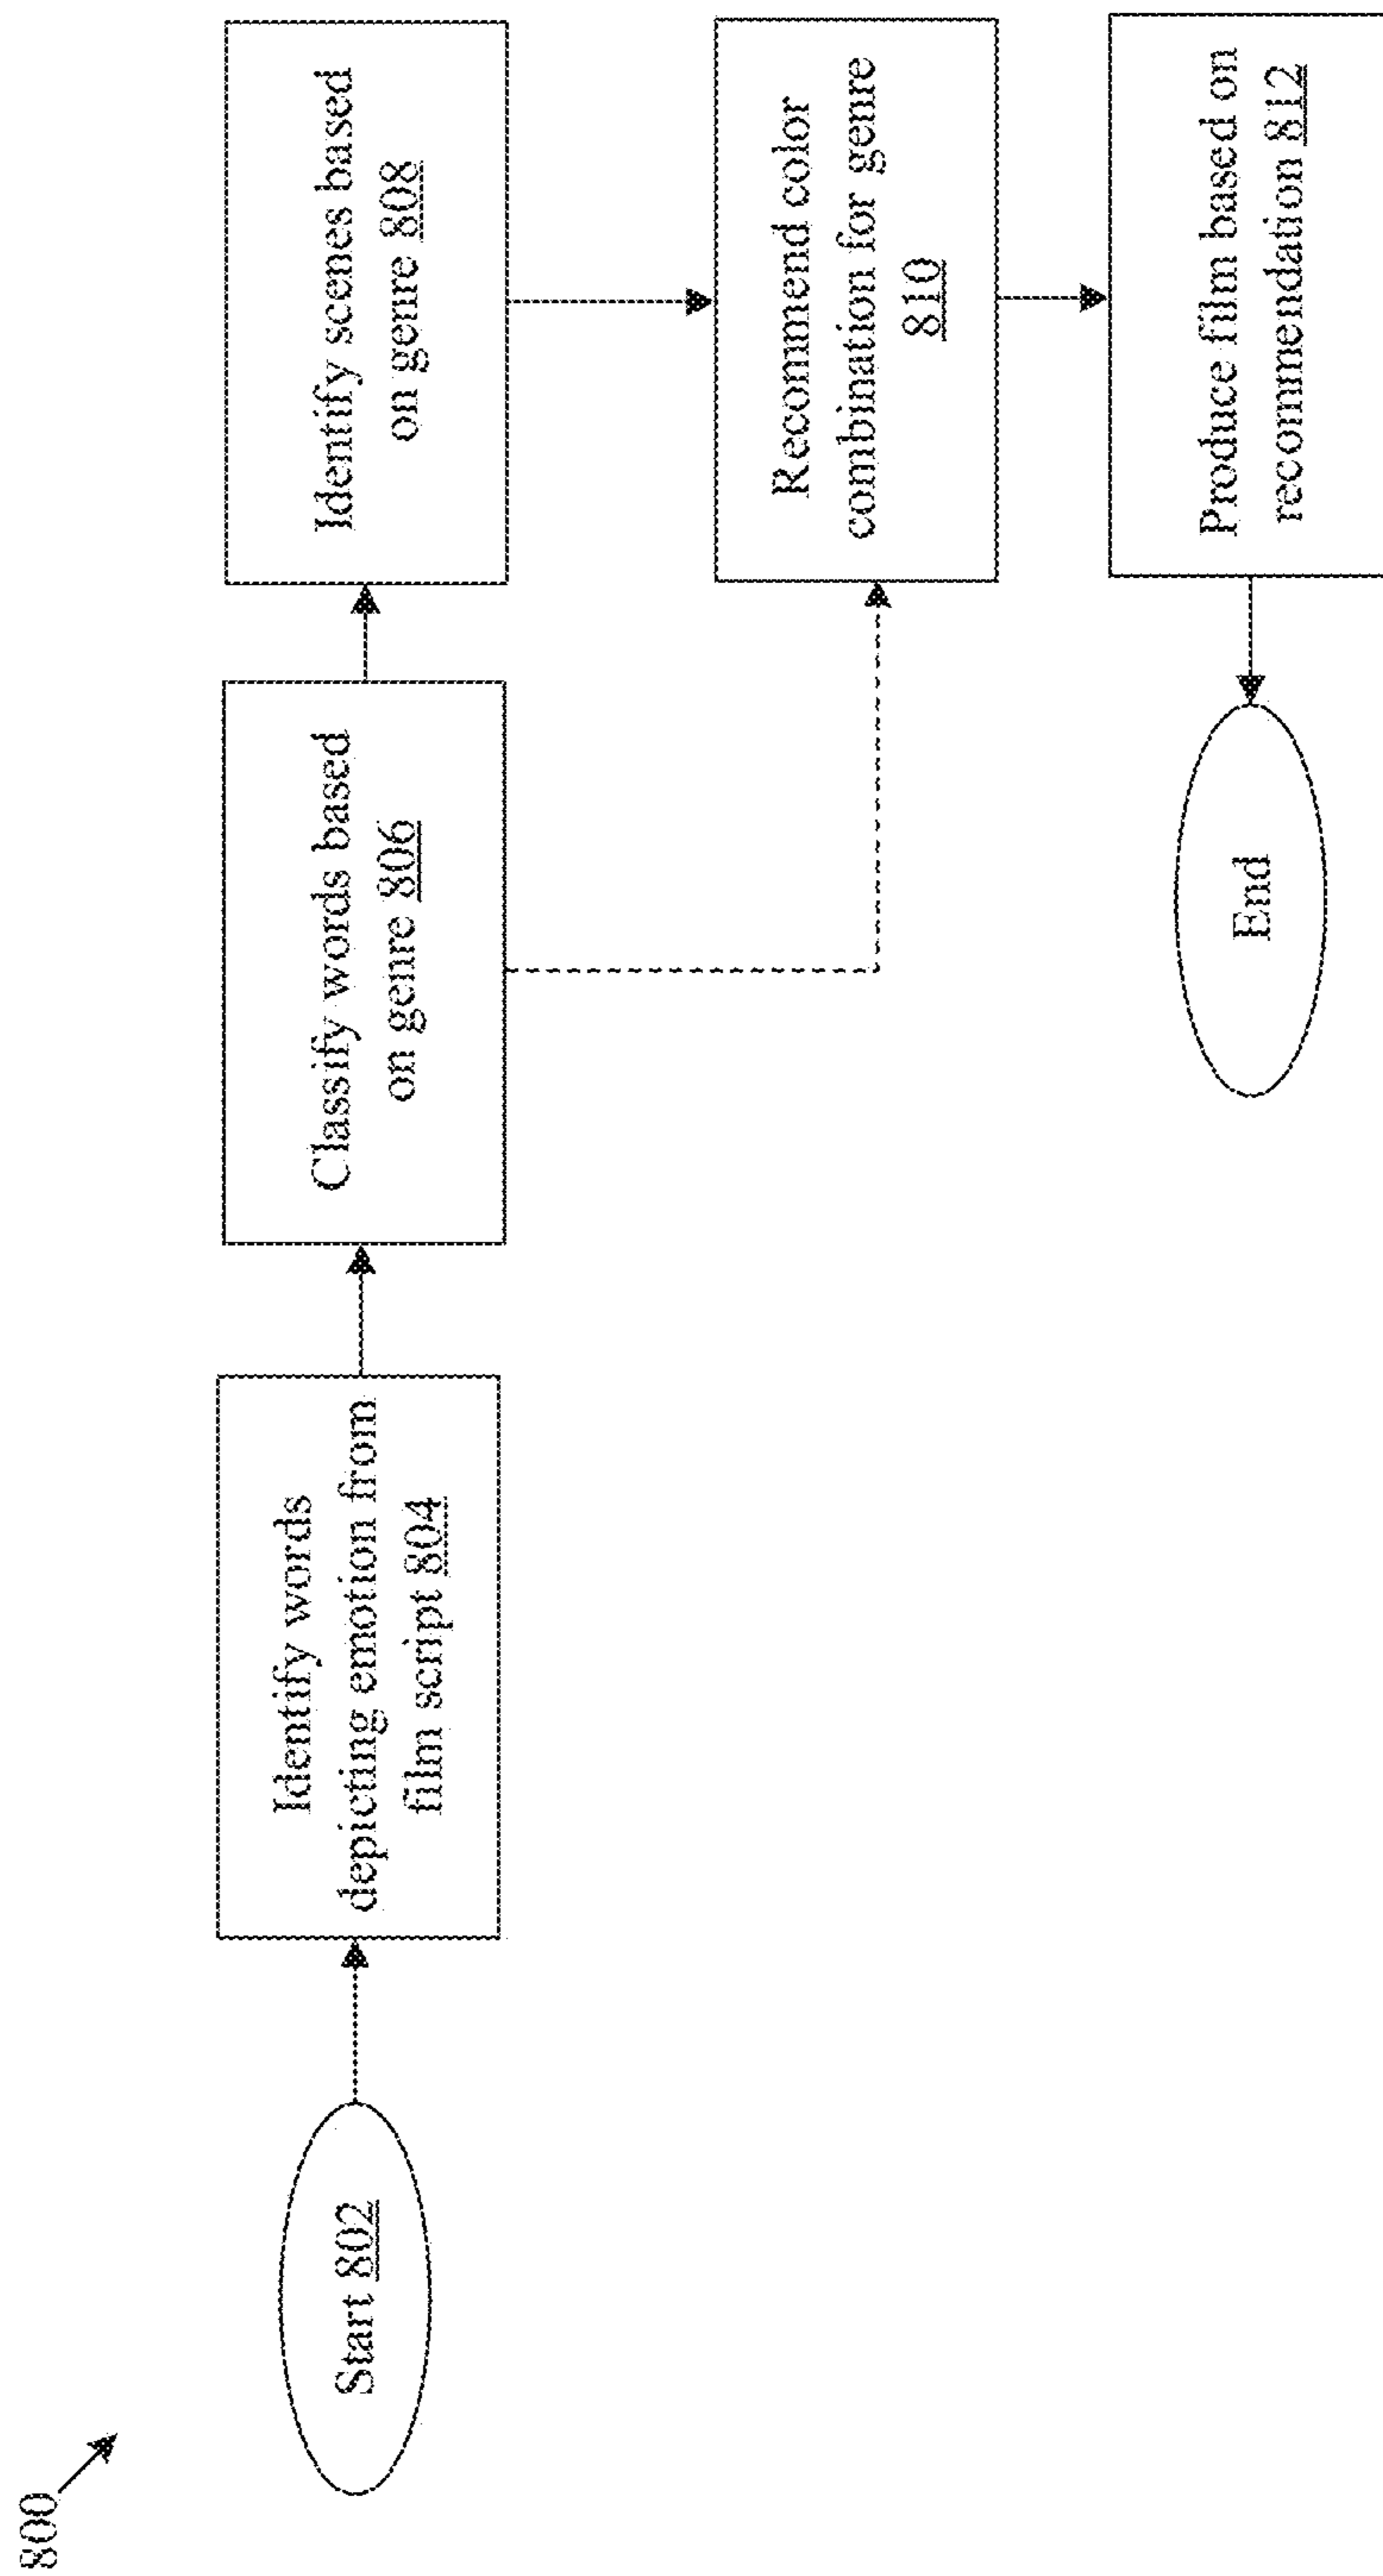 800
Start 802
Identify words
depicting emotion from
film script 804
Classify words based
on genre 806
Identify scenes based
on genre 808
Recommend color
combination for genre
810
Produce film based on
recommendation 812
End